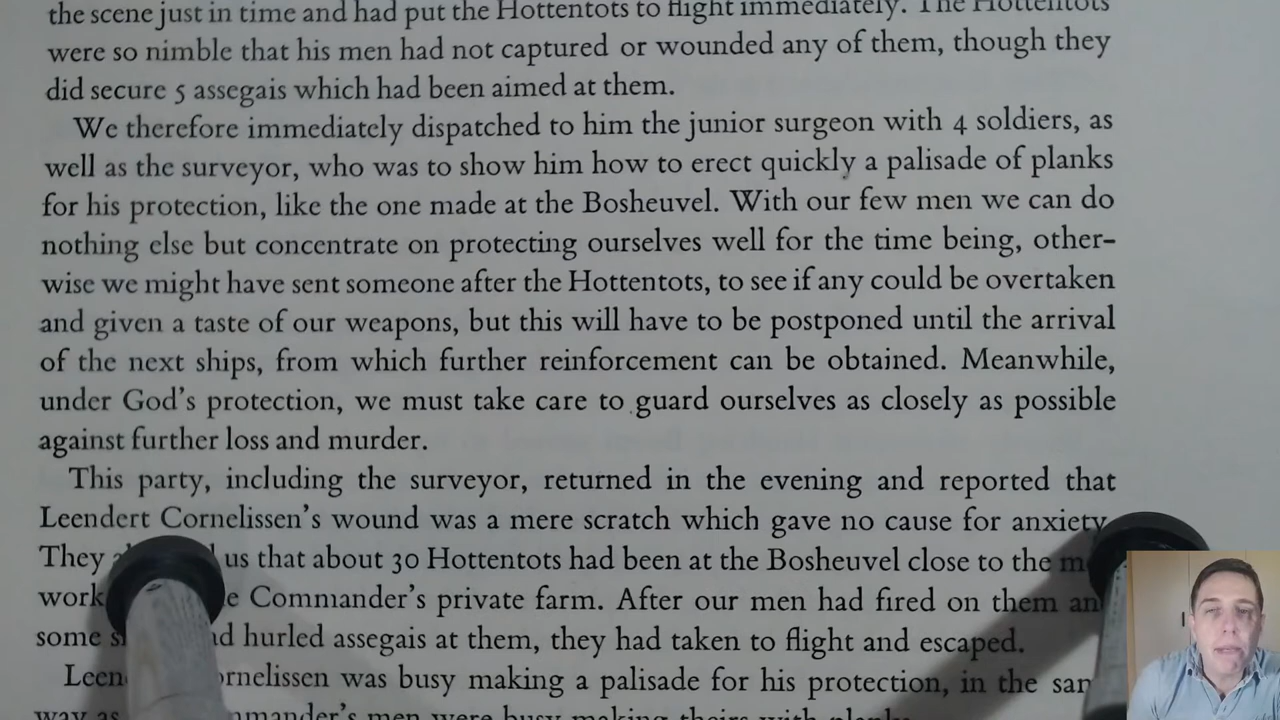 the scene just in time and had put the Hottentots to flight immediately. The Hottentots
were so nimble that his men had not captured or wounded any of them, though they
did secure 5 assegais which had been aimed at them.
We therefore immediately dispatched to him the junior surgeon with 4 soldiers, as
well as the surveyor, who was to show him how to erect quickly a palisade of planks
for his protection, like the one made at the Bosheuvel. With our few men we can do
nothing else but concentrate on protecting ourselves well for the time being, other-
wise we might have sent someone after the Hottentots, to see if any could be overtaken
and given a taste of our weapons, but this will have to be postponed until the arrival
of the next ships, from which further reinforcement can be obtained. Meanwhile,
under God's protection, we must take care to guard ourselves as closely as possible
against further loss and murder.
This party, including the surveyor, returned in the evening and reported that
Leendert Cornelissen's wound was a mere scratch which gave no cause for anxiety
They us that about 30 Hottentots had been at the Bosheuvel close to the
work Commander's private farm. After our men had fired on them
some hurled assegais at them, they had taken to flight and escaped.
was busy making a palisade for his protection, in the
way as men were busy making theirs with